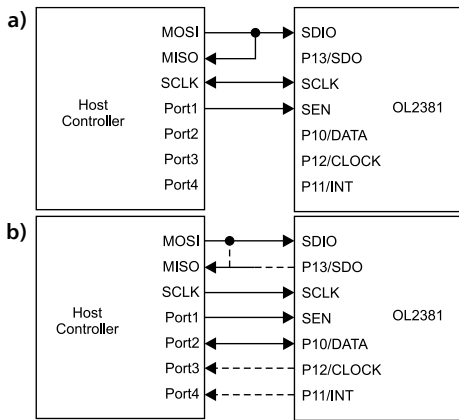 a)
MOSI SDIO
MISO P13/SDO
SCLK SCLK
Host Controller
Port1 SEN
OL2381
Port2 P10/DATA
Port3 P12/CLOCK
Port4 P11/INT
b)
MOSI SDIO
MISO P13/SDO
SCLK SCLK
Host Controller
Port1 SEN
OL2381
Port2 P10/DATA
Port3 P12/CLOCK
Port4 P11/INT